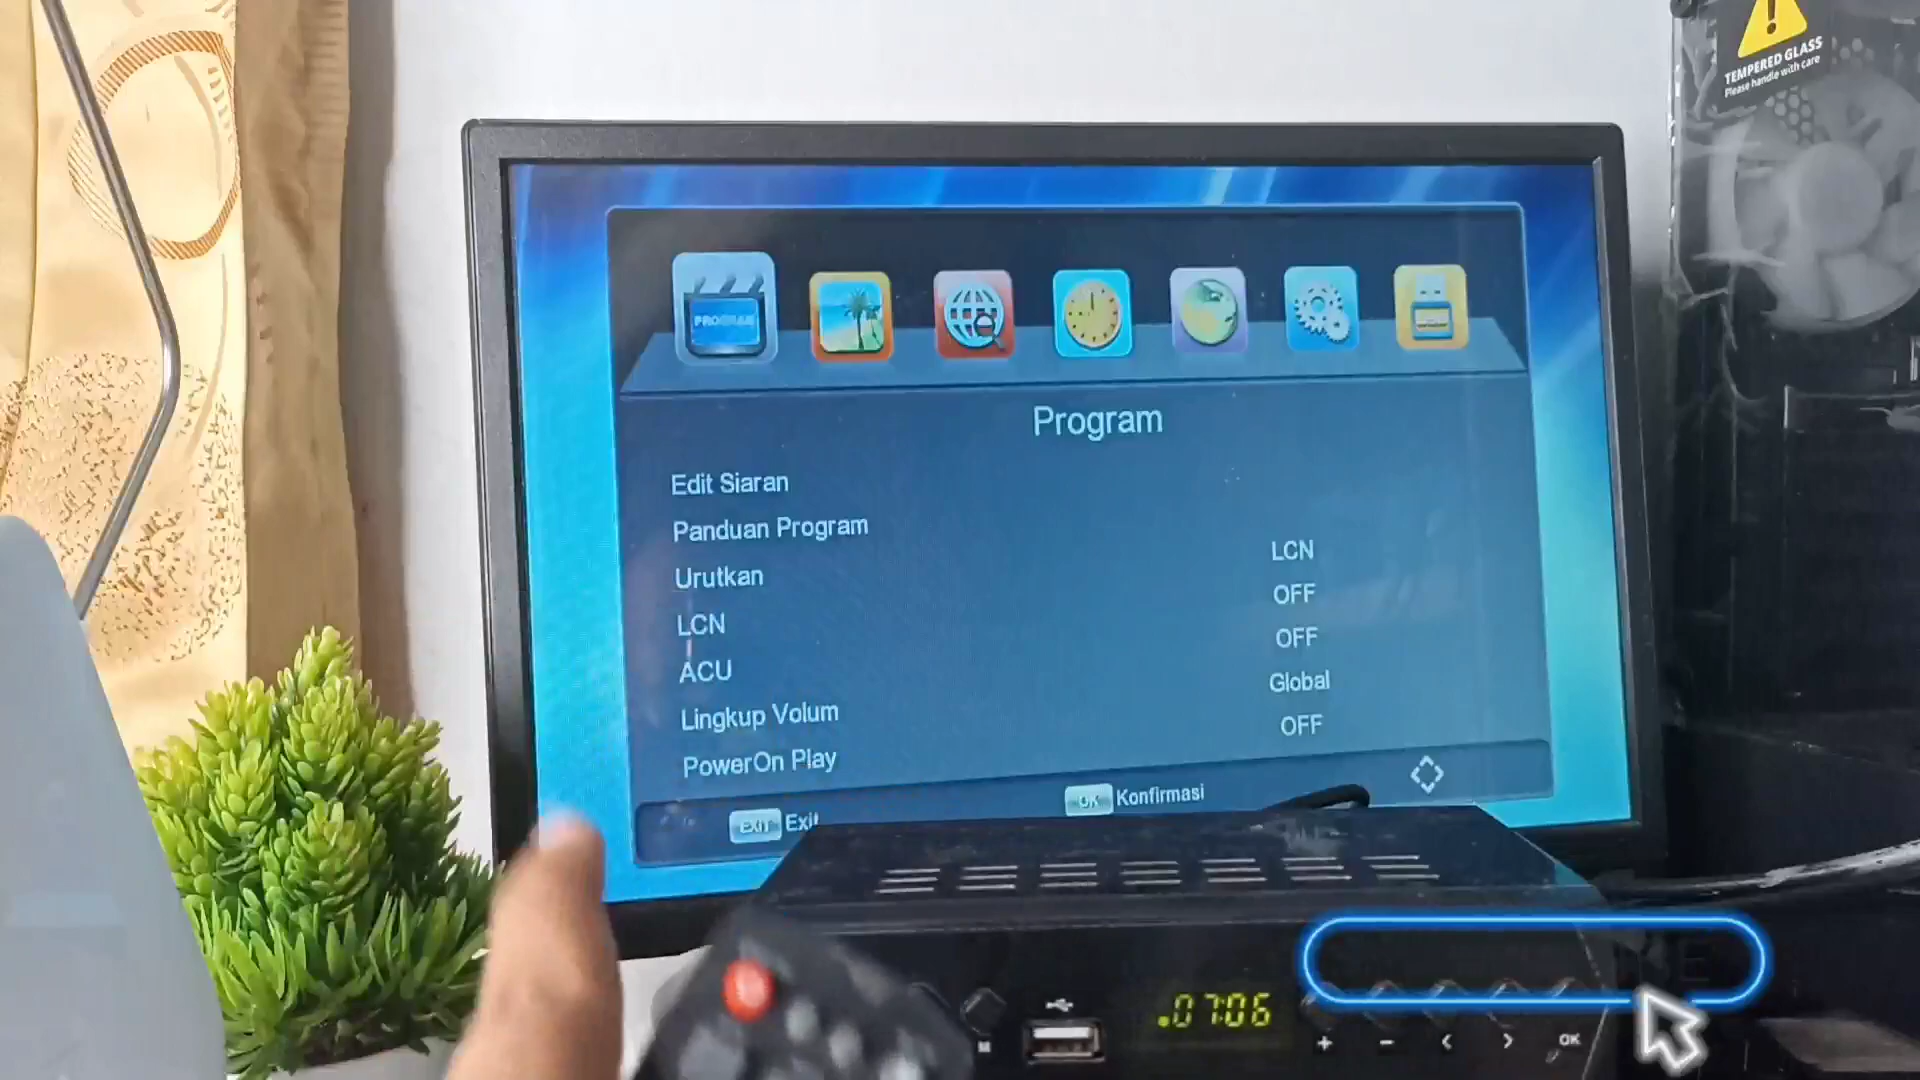 TEMPERED GLASS
Please handle with care
PROGRAM
Program
Edit Siaran
Panduan Program
Urutkan LCN
LCN OFF
ACU OFF
Lingkup Volum Global
PowerOn Play OFF
EXIT Exit
OK Konfirmasi
.07:06
+ - < > OK